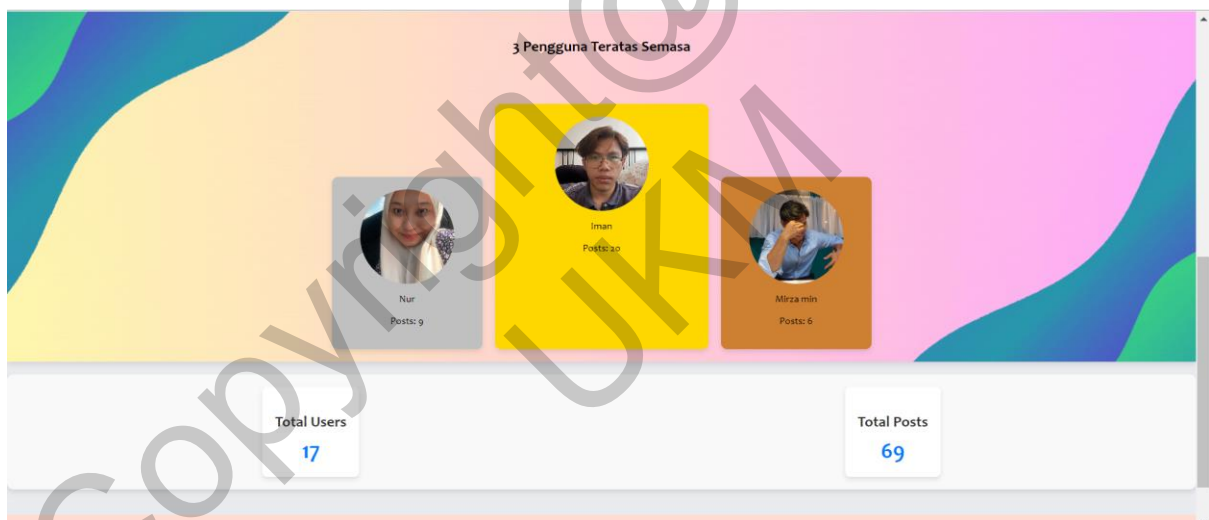 3 Pengguna Teratas Semasa
Iman
Posts: 20
Nur
Posts: 9
Mirza min
Posts: 6
Total Users
17
Total Posts
69
Copyright@
UKM